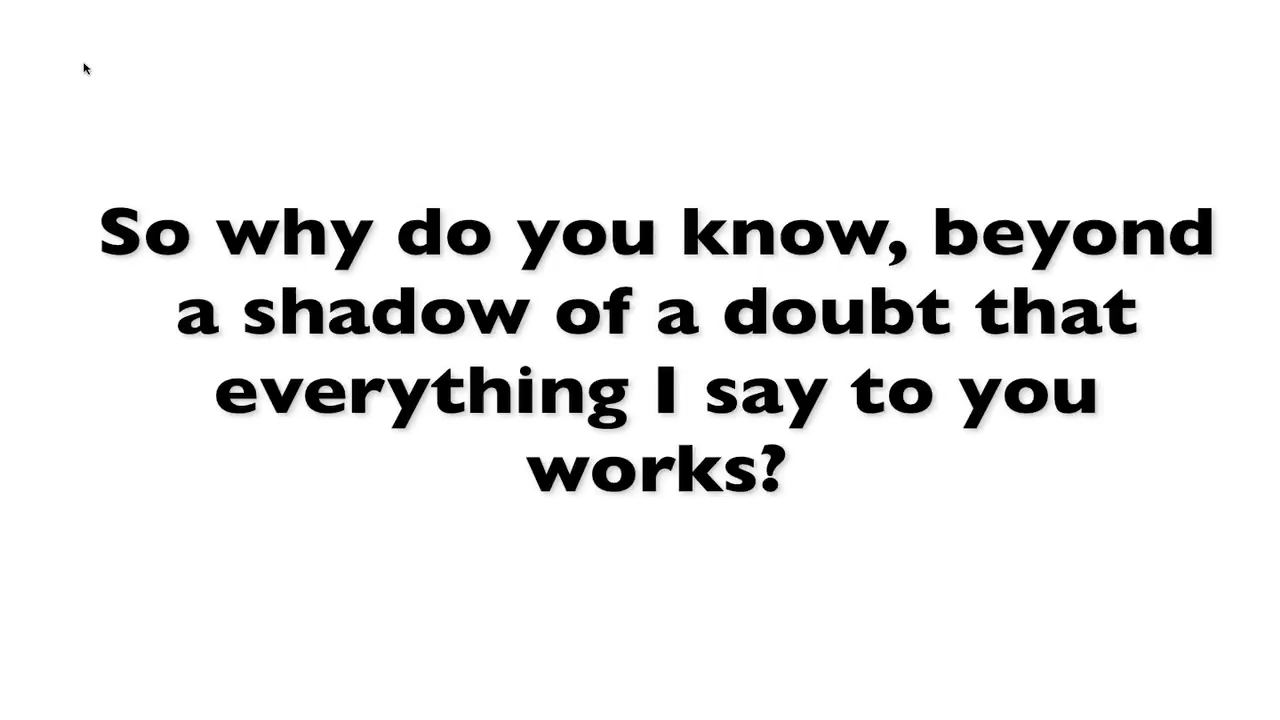 So why do you know, beyond
a shadow of a doubt that
everything I say to you
works?